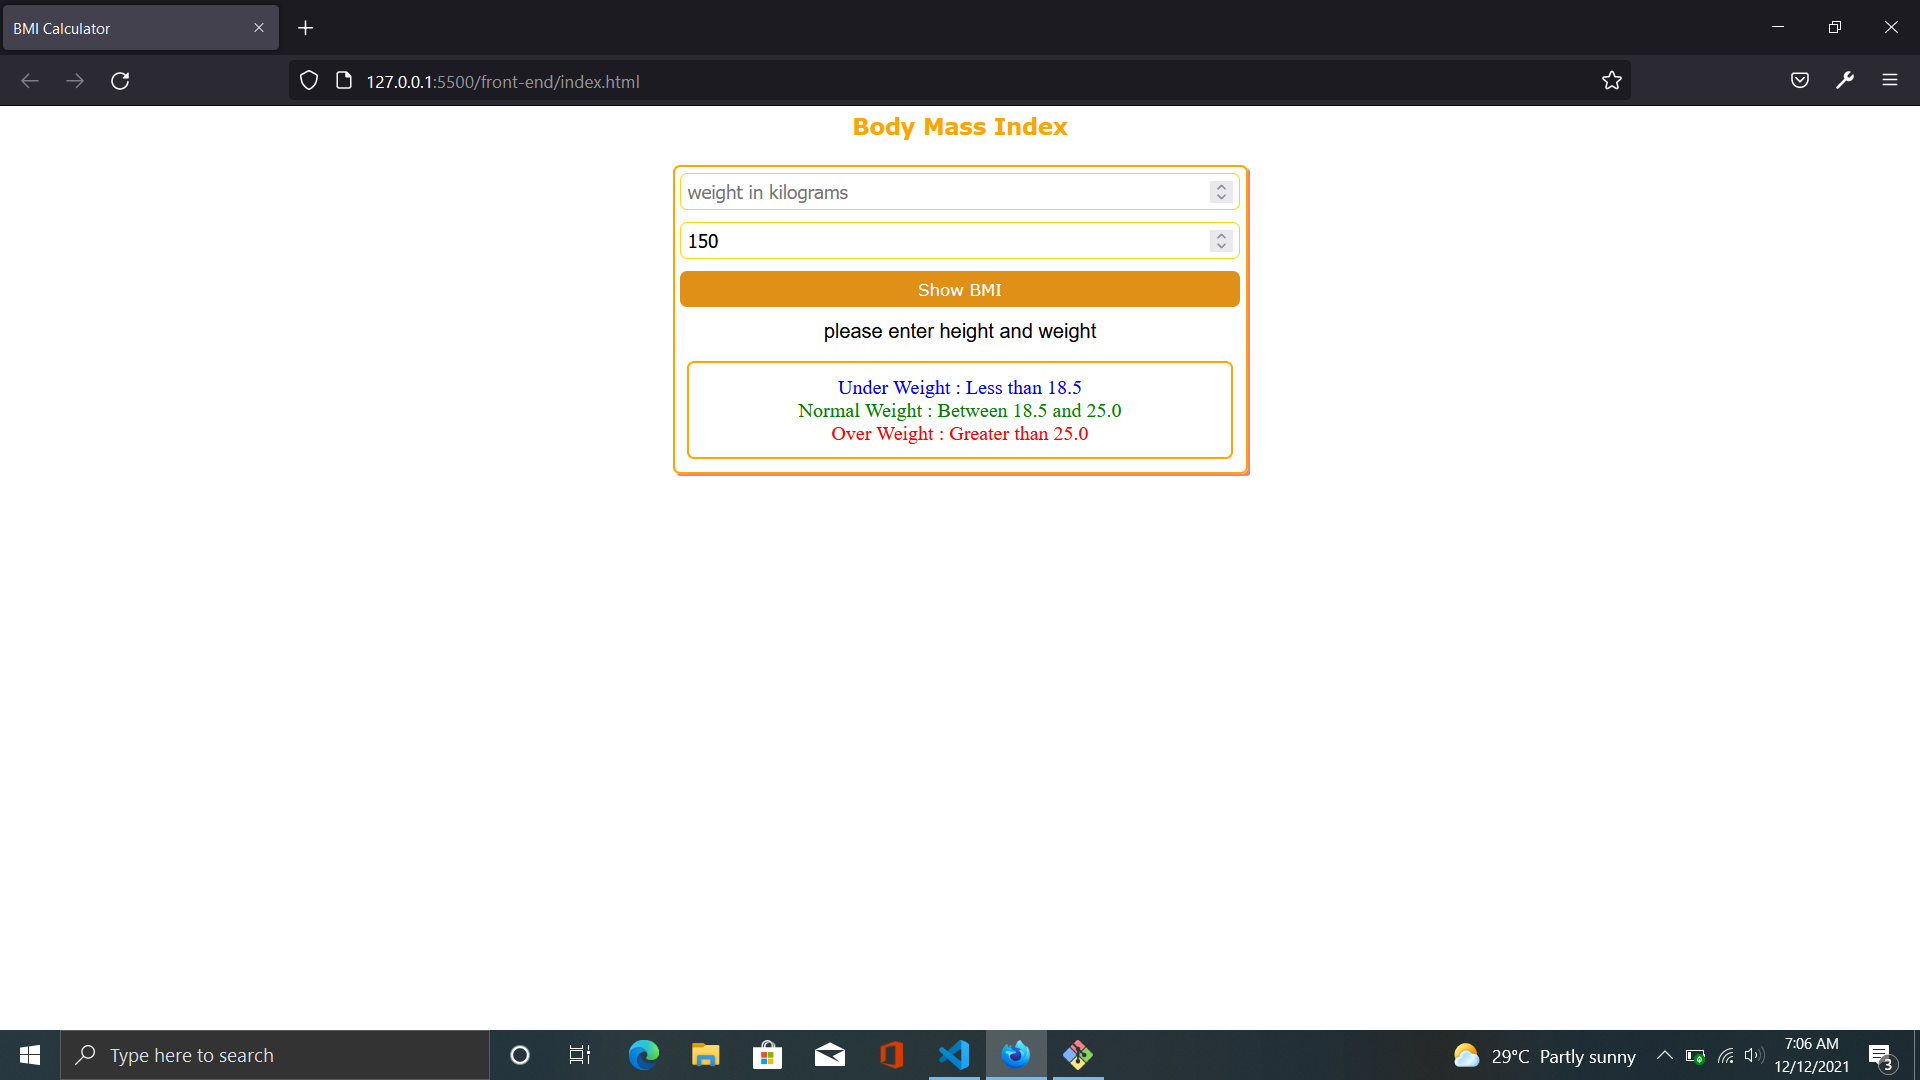 BMI Calculator
127.0.0.1:5500/front-end/index.html
Body Mass Index
weight in kilograms
150
Show BMI
please enter height and weight
Under Weight : Less than 18.5
Normal Weight : Between 18.5 and 25.0
Over Weight : Greater than 25.0
Type here to search
29°C Partly sunny
7:06 AM
12/12/2021
3